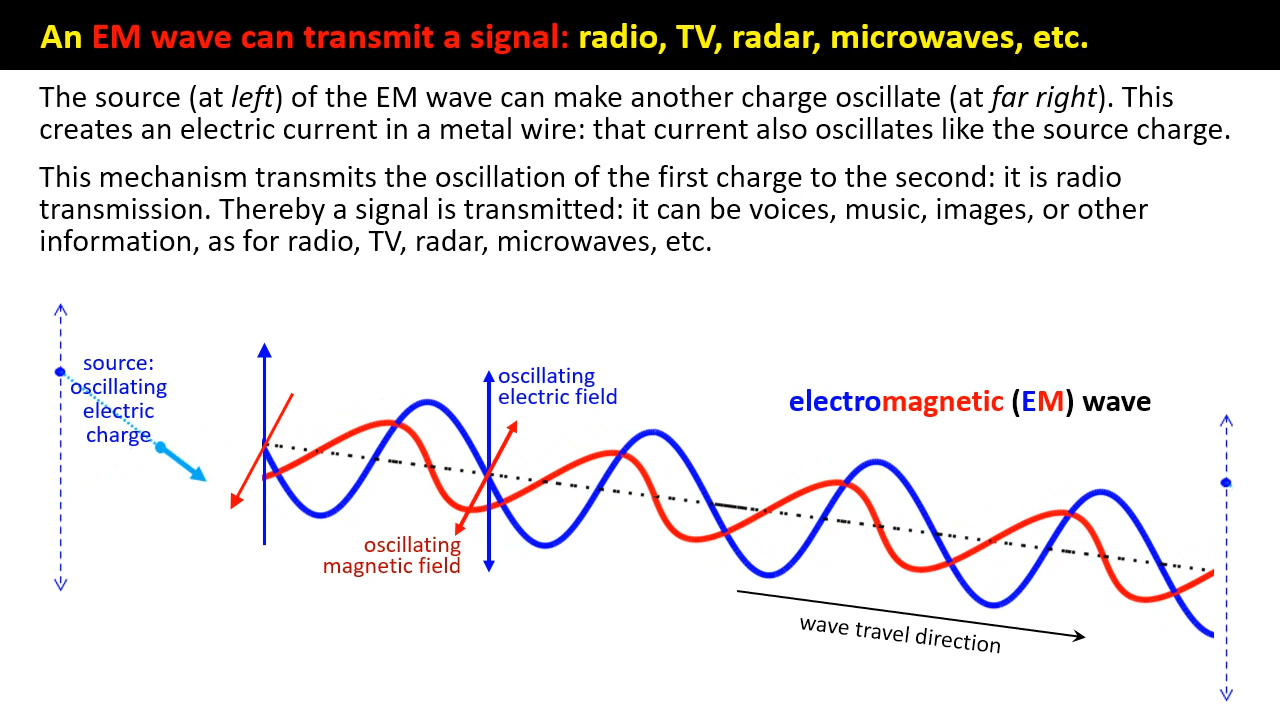 An EM wave can transmit a signal: radio, TV, radar, microwaves, etc.
The source (at left) of the EM wave can make another charge oscillate (at far right). This
creates an electric current in a metal wire: that current also oscillates like the source charge.
This mechanism transmits the oscillation of the first charge to the second: it is radio
transmission. Thereby a signal is transmitted: it can be voices, music, images, or other
information, as for radio, TV, radar, microwaves, etc.
source:
oscillating
electric
charge
oscillating
electric field
electromagnetic (EM) wave
oscillating
magnetic field
wave travel direction